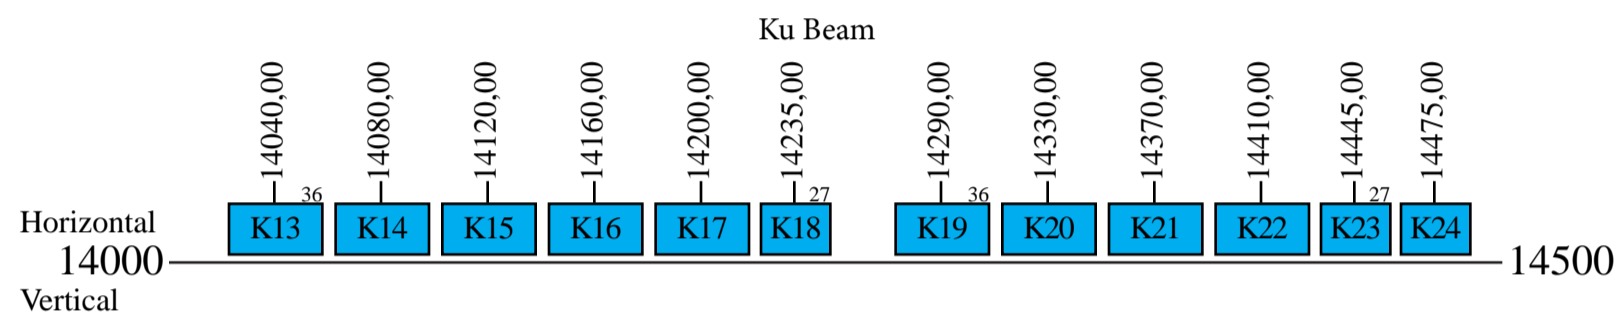 Ku Beam
14040,00 14080,00 14120,00 14160,00 14200,00 14235,00 14290,00 14330,00 14370,00 14410,00 14445,00 14475,00
36 27 36 27
Horizontal K13 K14 K15 K16 K17 K18 K19 K20 K21 K22 K23 K24
14000 14500
Vertical